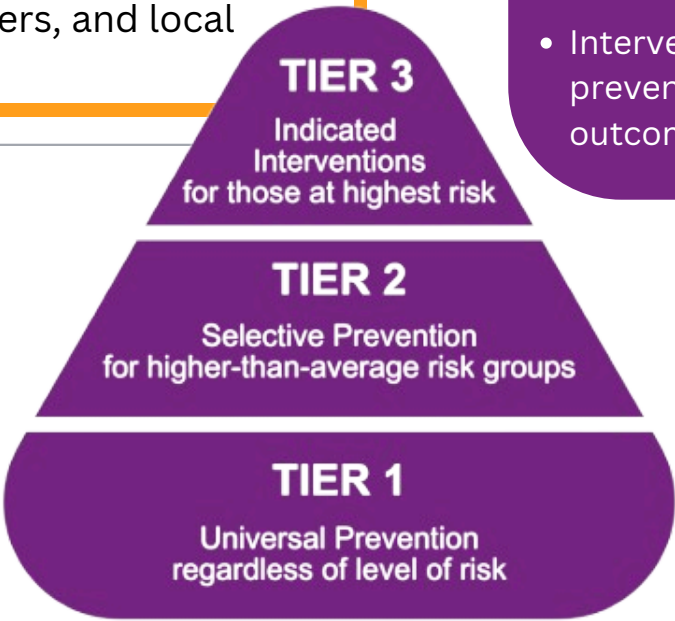 and local
TIER 3
Indicated
Interventions
for those at highest risk
TIER 2
Selective Prevention
for higher-than-average risk groups
TIER 1
Universal Prevention
regardless of level of risk